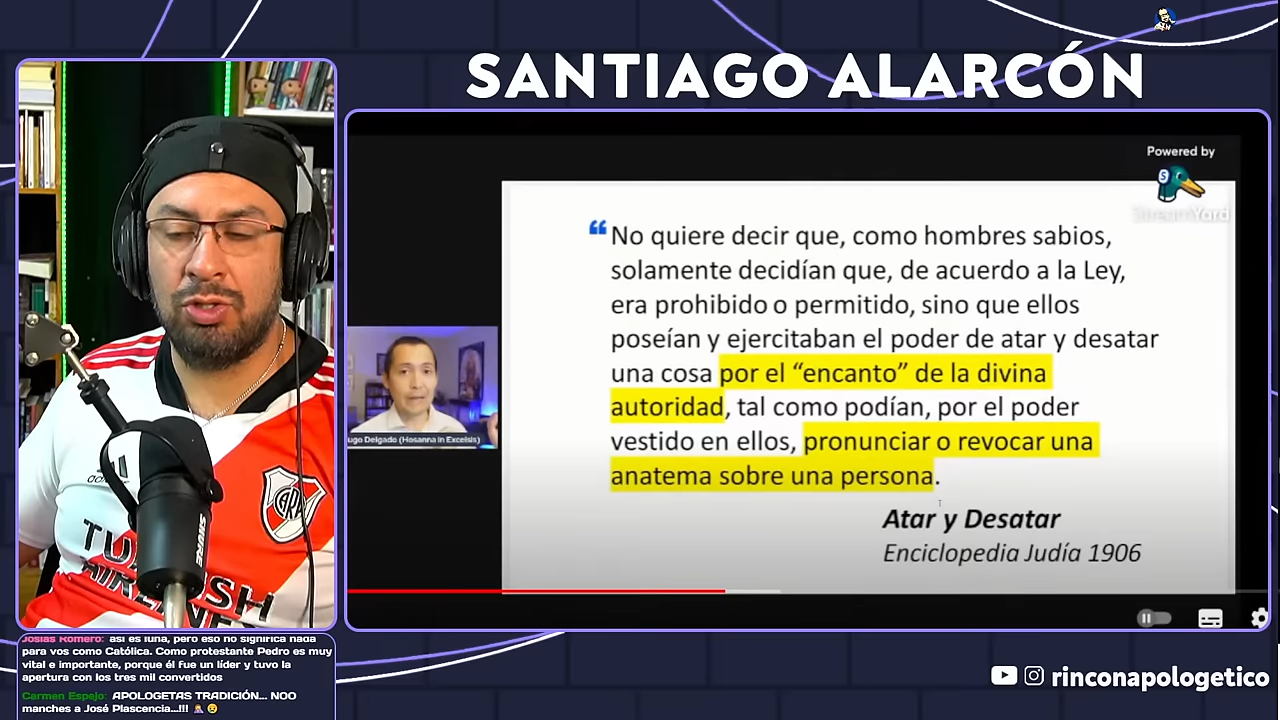 SANTIAGO ALARCÓN
Powered by
StreamYard
“No quiere decir que, como hombres sabios,
solamente decidían que, de acuerdo a la Ley,
era prohibido o permitido, sino que ellos
poseían y ejercitaban el poder de atar y desatar
una cosa por el “encanto” de la divina
autoridad, tal como podían, por el poder
vestido en ellos, pronunciar o revocar una
anatema sobre una persona.
Atar y Desatar
Enciclopedia Judía 1906
ugo Delgado (Hosanna in Excelsis)
CARP
SHURE
Josías Romero: así es luna, pero eso no significa nada
para vos como Católica. Como protestante Pedro es muy
vital e importante, porque él fue un líder y tuvo la
apertura con los tres mil convertidos
Carmen Espejo: APOLOGETAS TRADICIÓN... NOO
manches a José Plascencia...!!! 🤦‍♀️ 😢
rinconapologetico